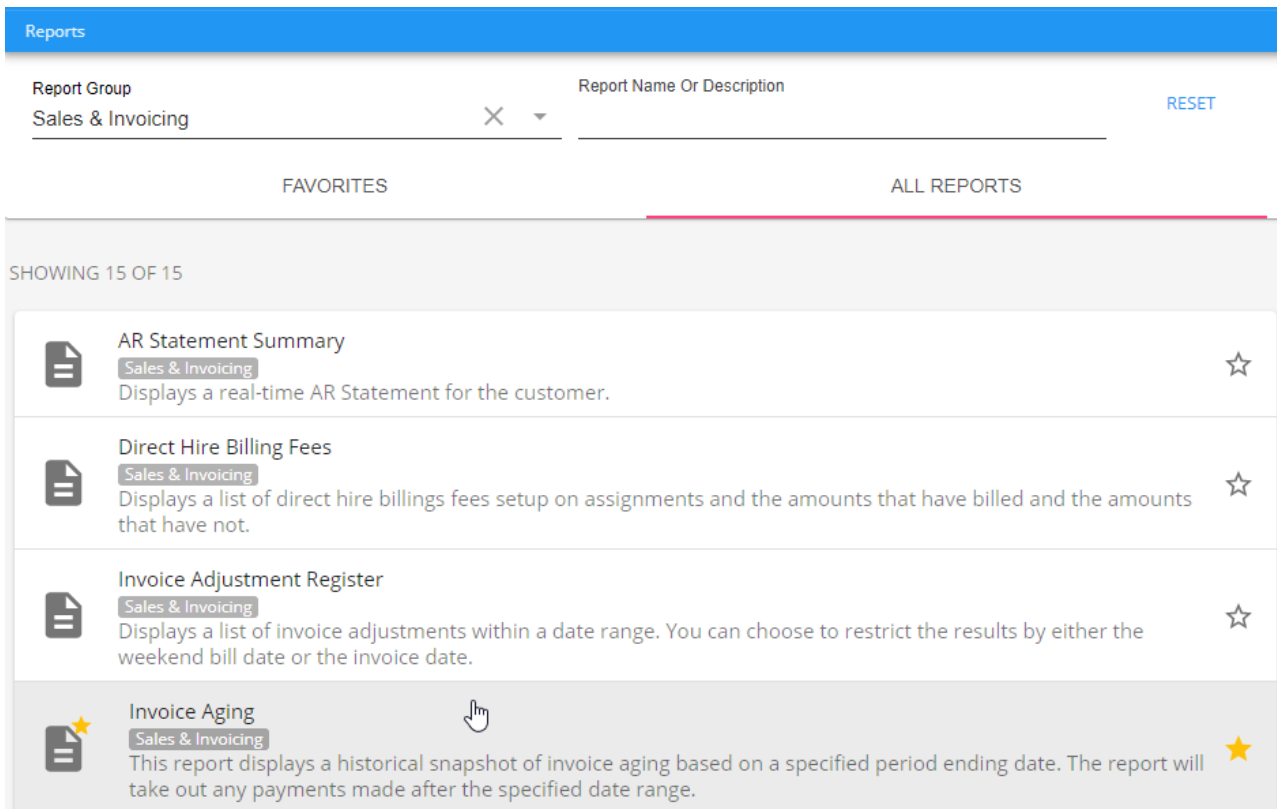 Reports
Report Group
Report Name Or Description
Sales & Invoicing
RESET
FAVORITES
ALL REPORTS
SHOWING 15 OF 15
AR Statement Summary
Sales & Invoicing
Displays a real-time AR Statement for the customer.
Direct Hire Billing Fees
Sales & Invoicing
Displays a list of direct hire billings fees setup on assignments and the amounts that have billed and the amounts
that have not.
Invoice Adjustment Register
Sales & Invoicing
Displays a list of invoice adjustments within a date range. You can choose to restrict the results by either the
weekend bill date or the invoice date.
Invoice Aging
Sales & Invoicing
This report displays a historical snapshot of invoice aging based on a specified period ending date. The report will
take out any payments made after the specified date range.